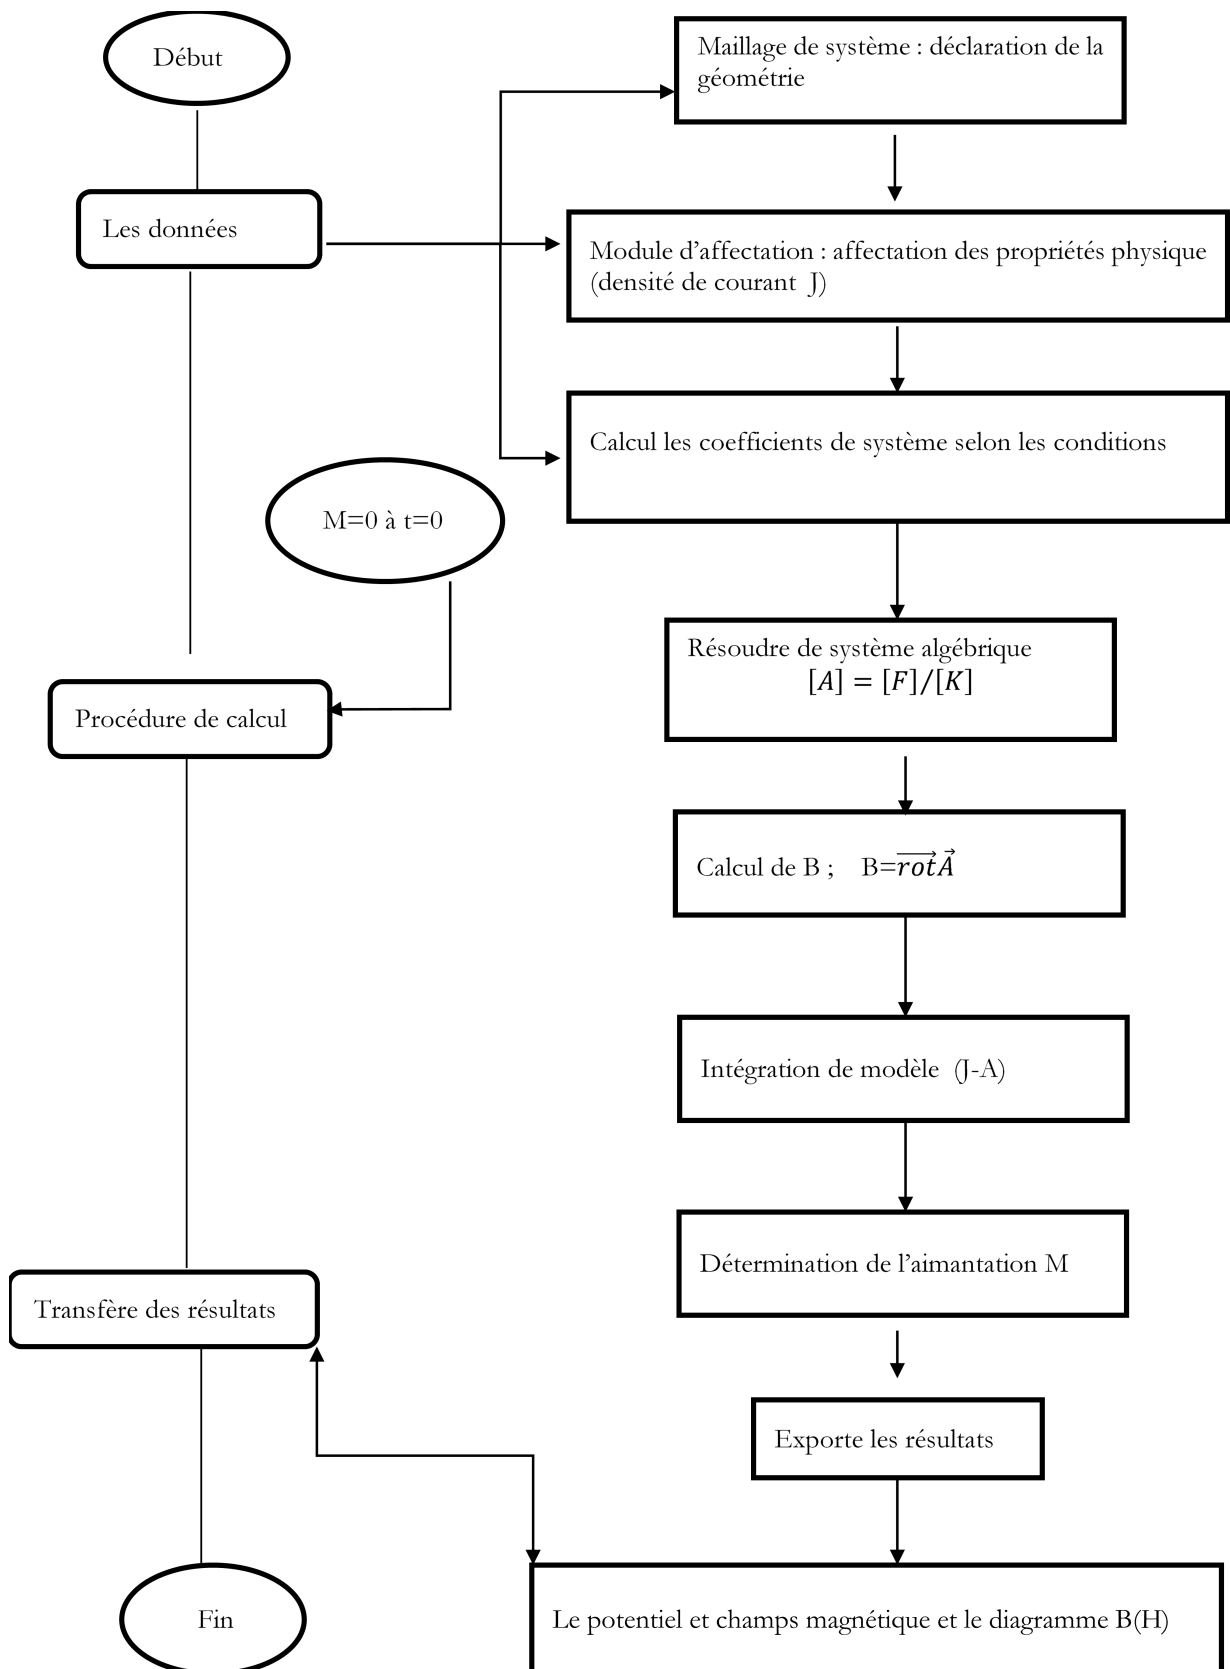 Début
Maillage de système : déclaration de la
géométrie
Les données
Module d’affectation : affectation des propriétés physique
(densité de courant J)
Calcul les coefficients de système selon les conditions
M=0 à t=0
Résoudre de système algébrique
[A] = [F]/[K]
Procédure de calcul
Calcul de B ; B=\overrightarrow{rot}\vec{A}
Intégration de modèle (J-A)
Détermination de l’aimantation M
Transfère des résultats
Exporte les résultats
Fin
Le potentiel et champs magnétique et le diagramme B(H)